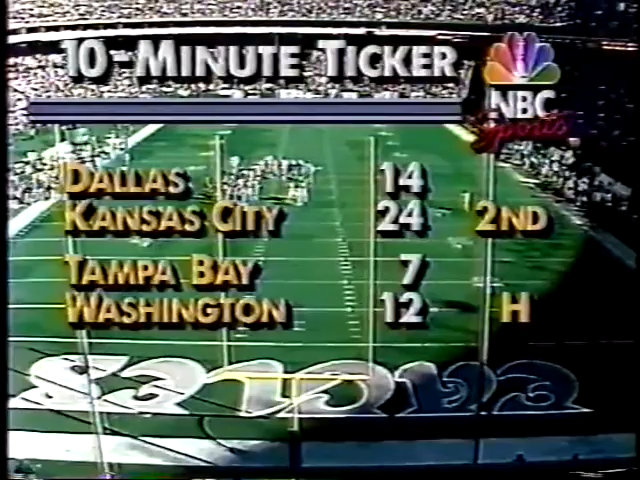 10-MINUTE TICKER
NBC
Sports
DALLAS 14
KANSAS CITY 24 2ND
TAMPA BAY 7
WASHINGTON 12 H